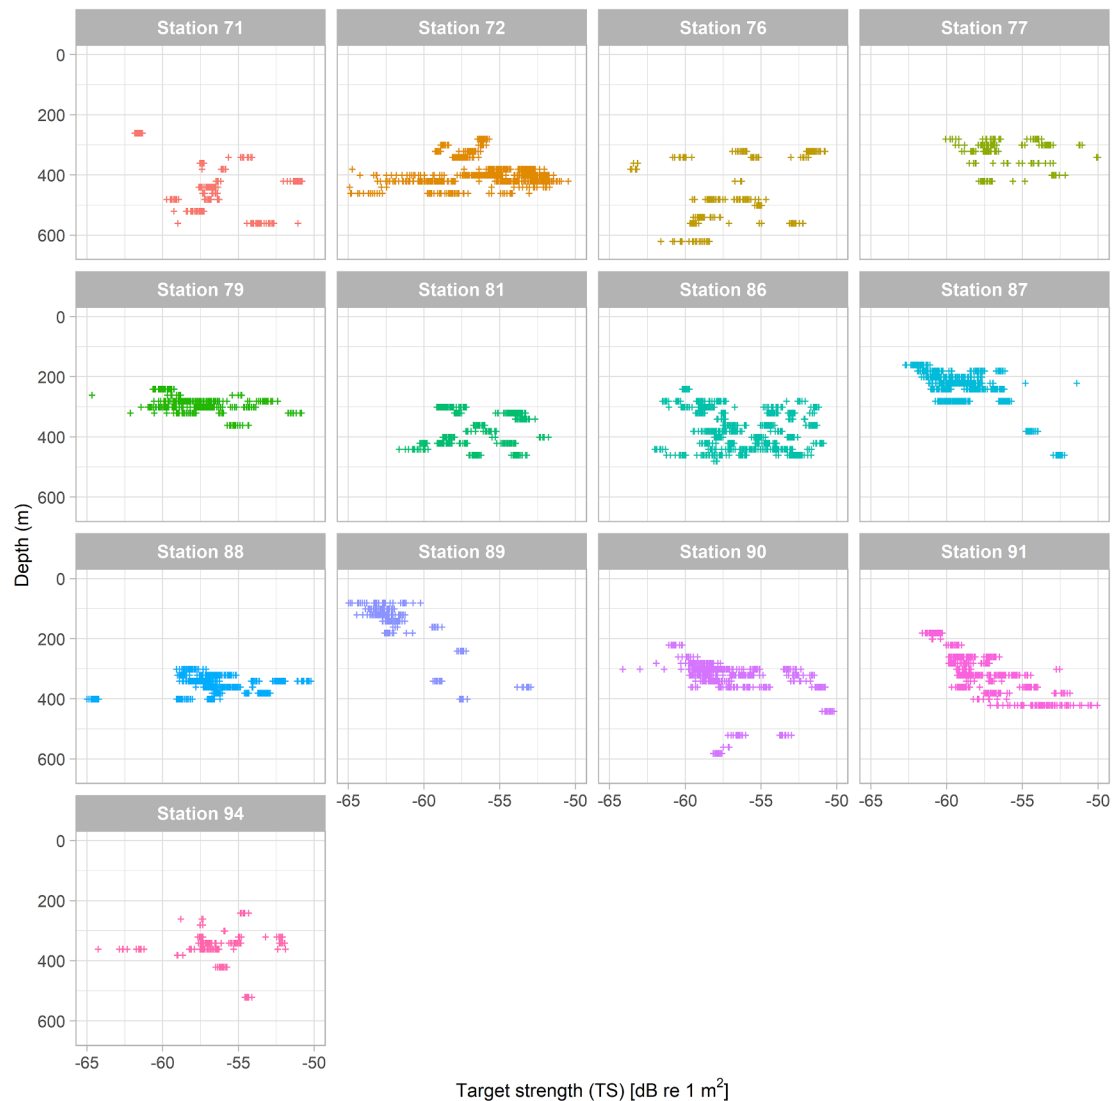 Station 71 Station 72 Station 76 Station 77
0
200
400
600
Station 79 Station 81 Station 86 Station 87
0
200
400
600
Depth (m)
Station 88 Station 89 Station 90 Station 91
0
200
400
600
-65 -60 -55 -50 -65 -60 -55 -50 -65 -60 -55 -50
Station 94
0
200
400
600
-65 -60 -55 -50
Target strength (TS) [dB re 1 m²]